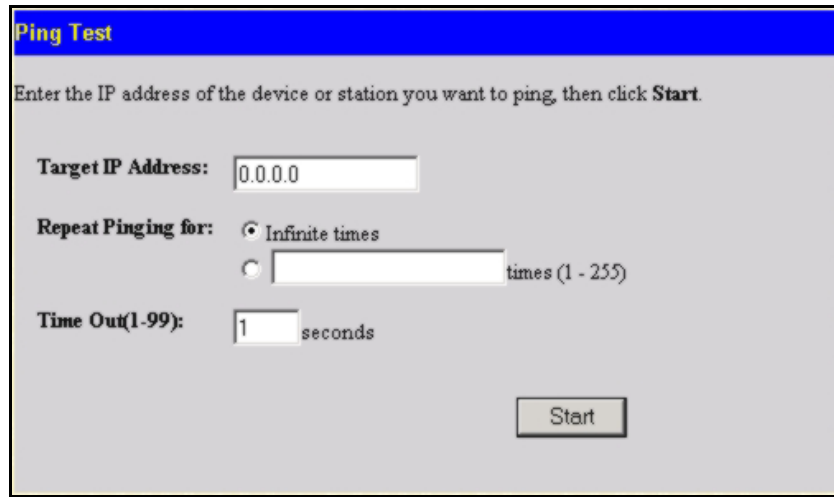 Ping Test
Enter the IP address of the device or station you want to ping, then click Start.
Target IP Address: 0.0.0.0
Repeat Pinging for: Infinite times
times (1 - 255)
Time Out(1-99): 1 seconds
Start